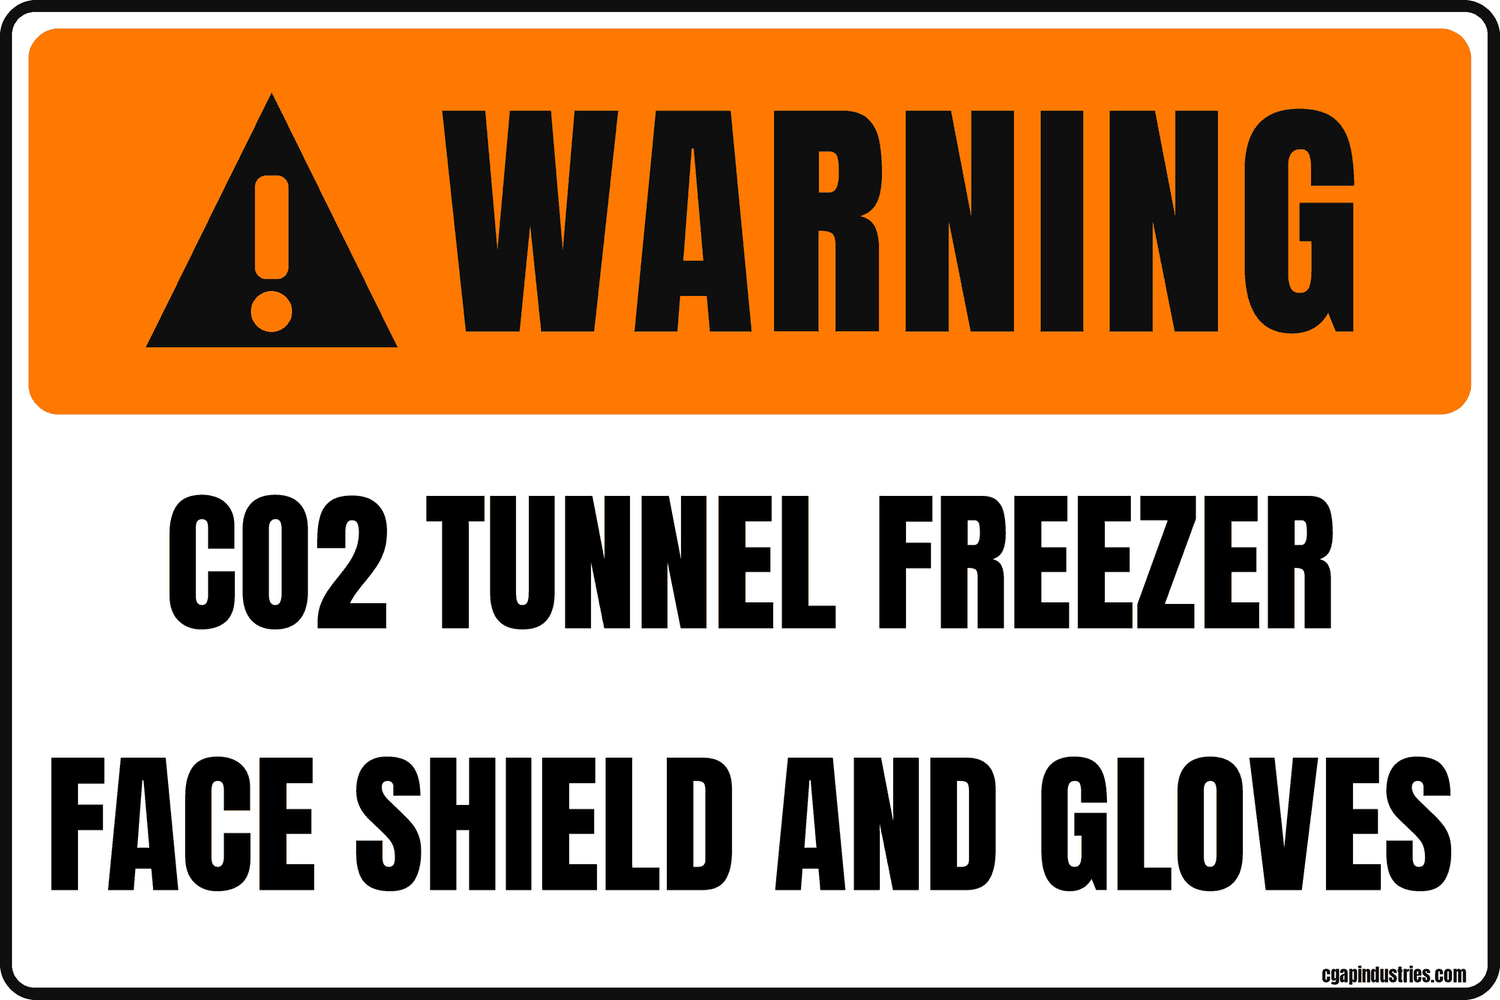 WARNING
CO2 TUNNEL FREEZER
FACE SHIELD AND GLOVES
cgapindustries.com